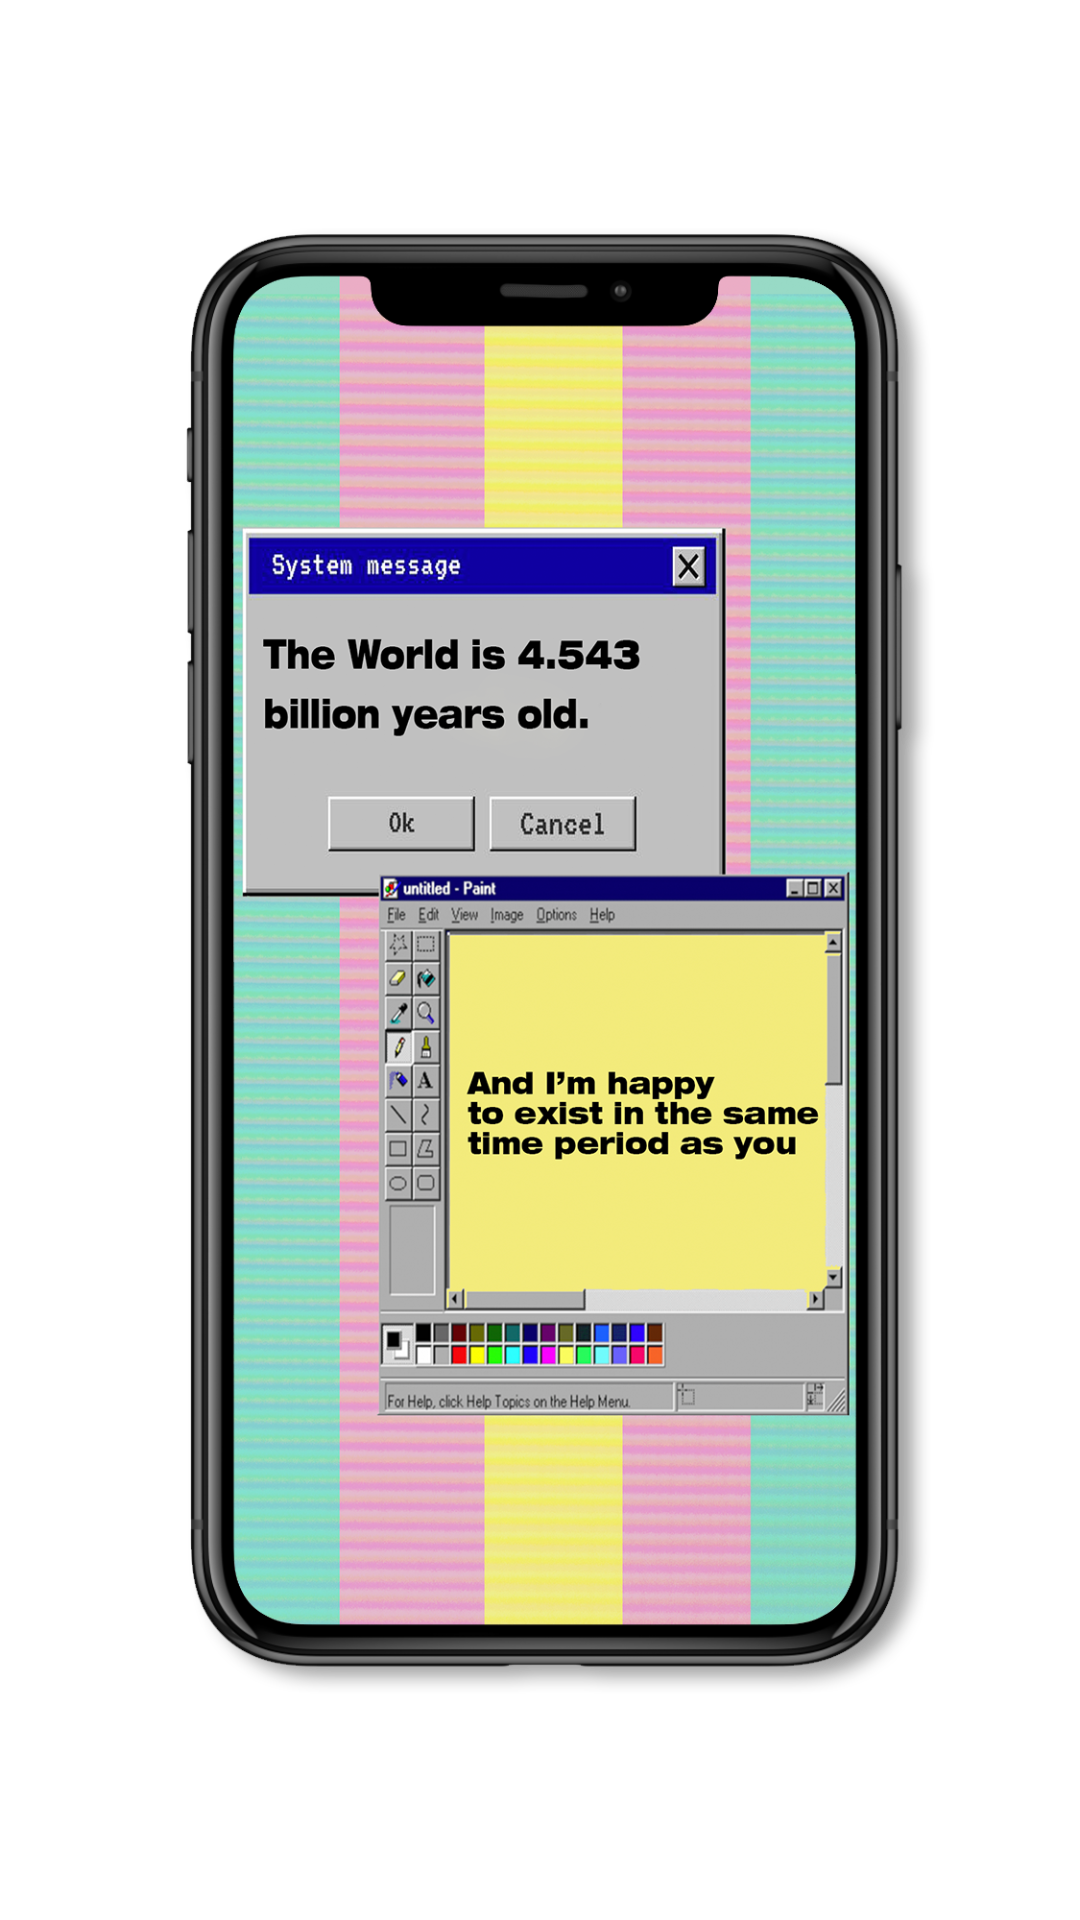 System message
The World is 4.543
billion years old.
Ok
Cancel
untitled - Paint
File Edit View Image Options Help
A
And I’m happy
to exist in the same
time period as you
For Help, click Help Topics on the Help Menu.